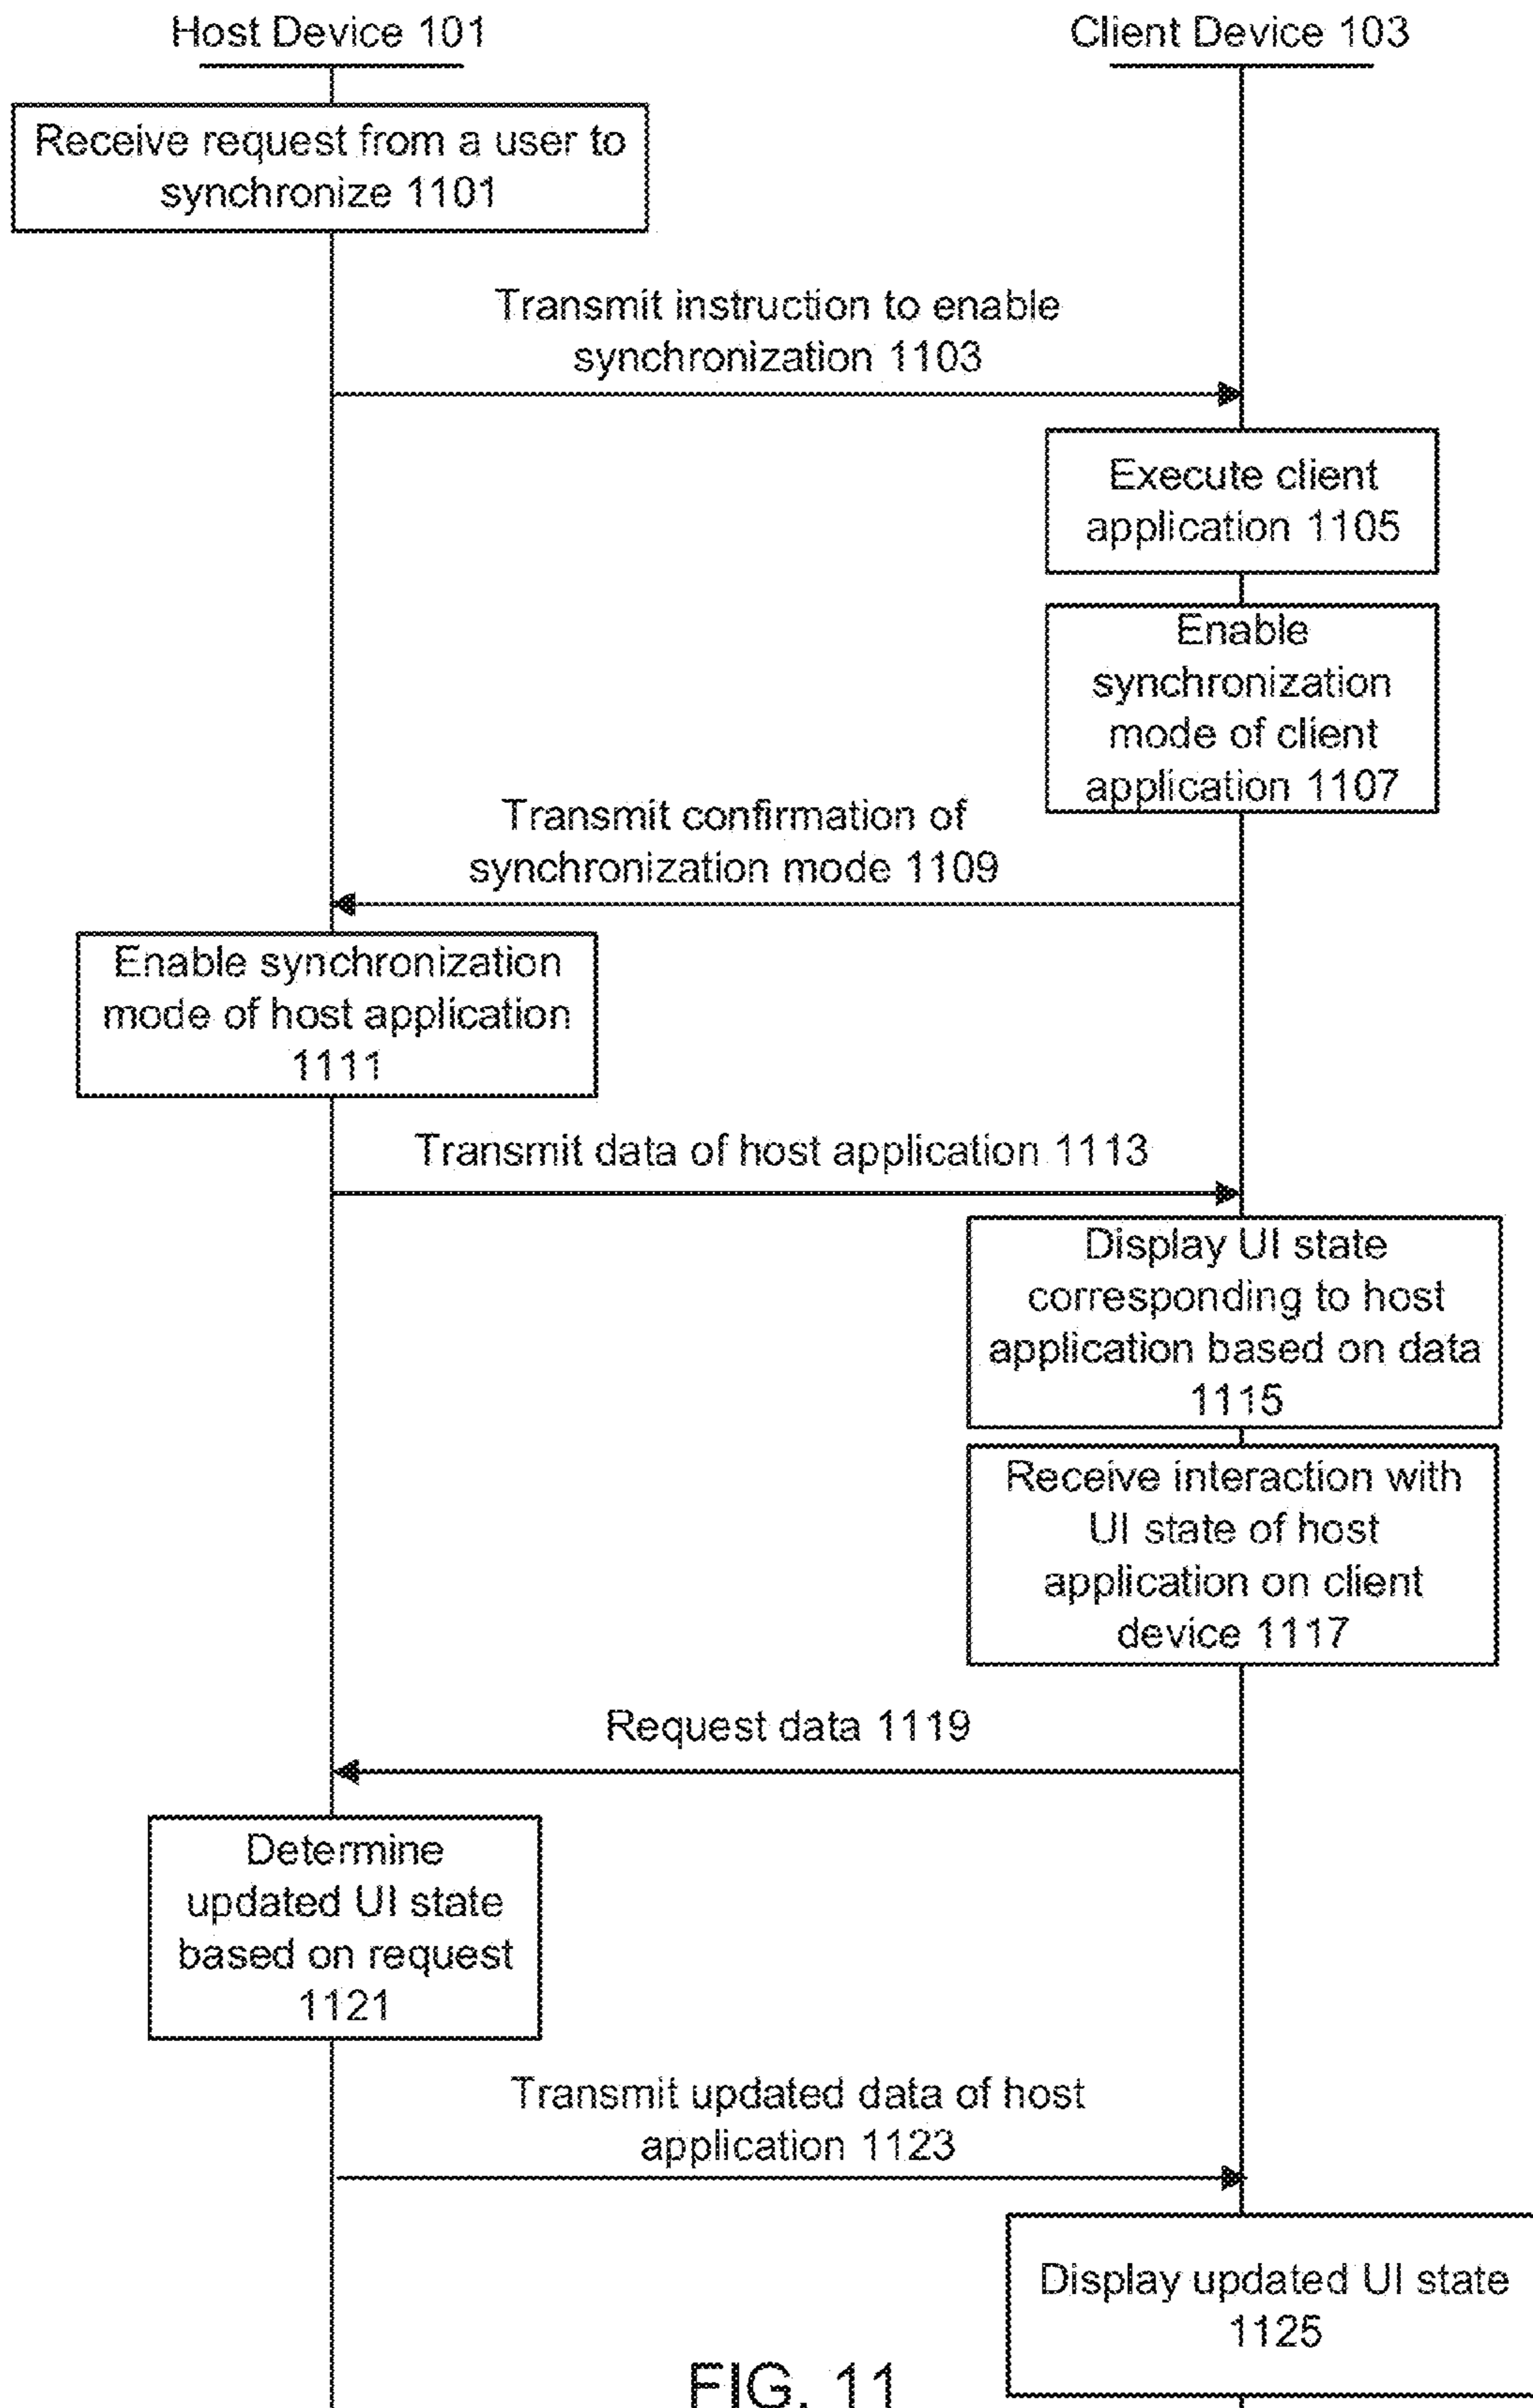 Host Device 101
Client Device 103
Receive request from a user to
synchronize 1101
Transmit instruction to enable
synchronization 1103
Execute client
application 1105
Enable
synchronization
mode of client
application 1107
Transmit confirmation of
synchronization mode 1109
Enable synchronization
mode of host application
1111
Transmit data of host application 1113
Display UI state
corresponding to host
application based on data
1115
Receive interaction with
UI state of host
application on client
device 1117
Request data 1119
Determine
updated UI state
based on request
1121
Transmit updated data of host
application 1123
Display updated UI state
1125
FIG. 11